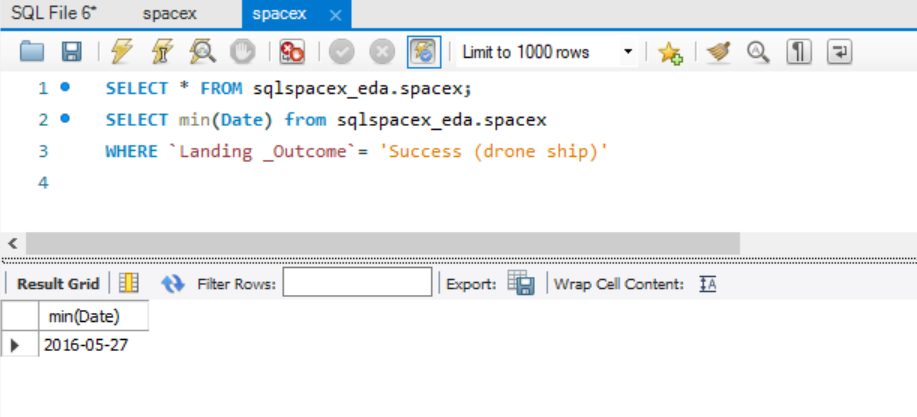 SQL File 6* spacex spacex ×
Limit to 1000 rows
1 SELECT * FROM sqlspacex_eda.spacex;
2 SELECT min(Date) from sqlspacex_eda.spacex
3 WHERE `Landing _Outcome`= 'Success (drone ship)'
4
Result Grid Filter Rows: Export: Wrap Cell Content: IA
min(Date)
2016-05-27